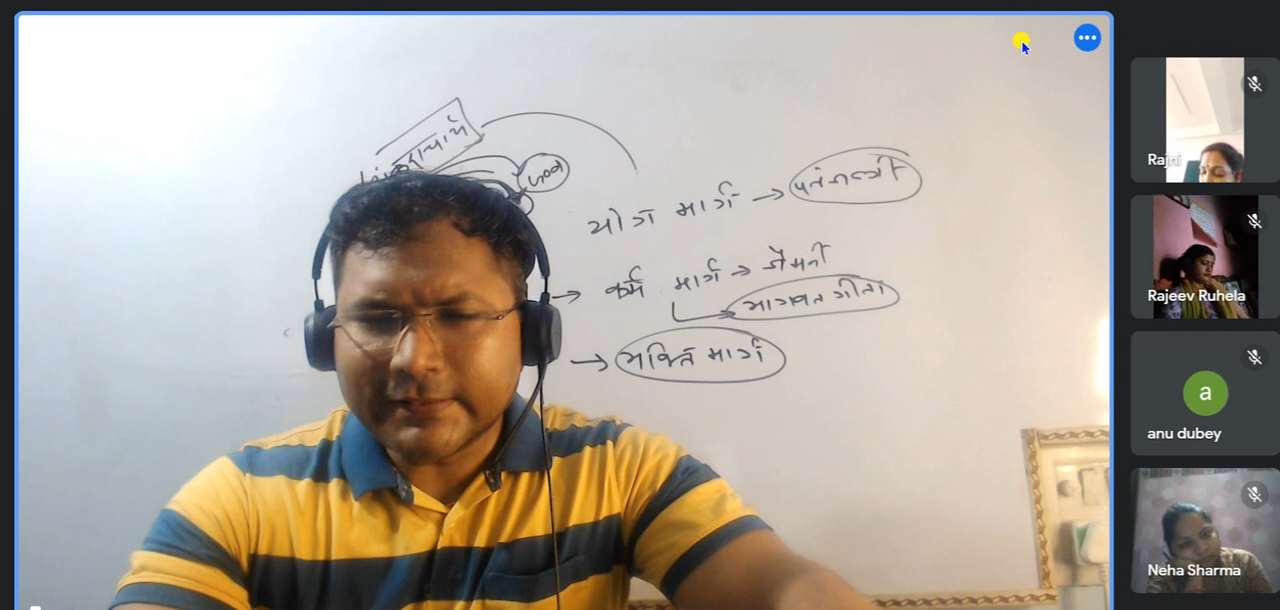 योग मार्ग → पतंजली
→ कर्म मार्ग → जैमनी
→ भागवत गीता
→ भक्ति मार्ग
Rajni
Rajeev Ruhela
a
anu dubey
Neha Sharma